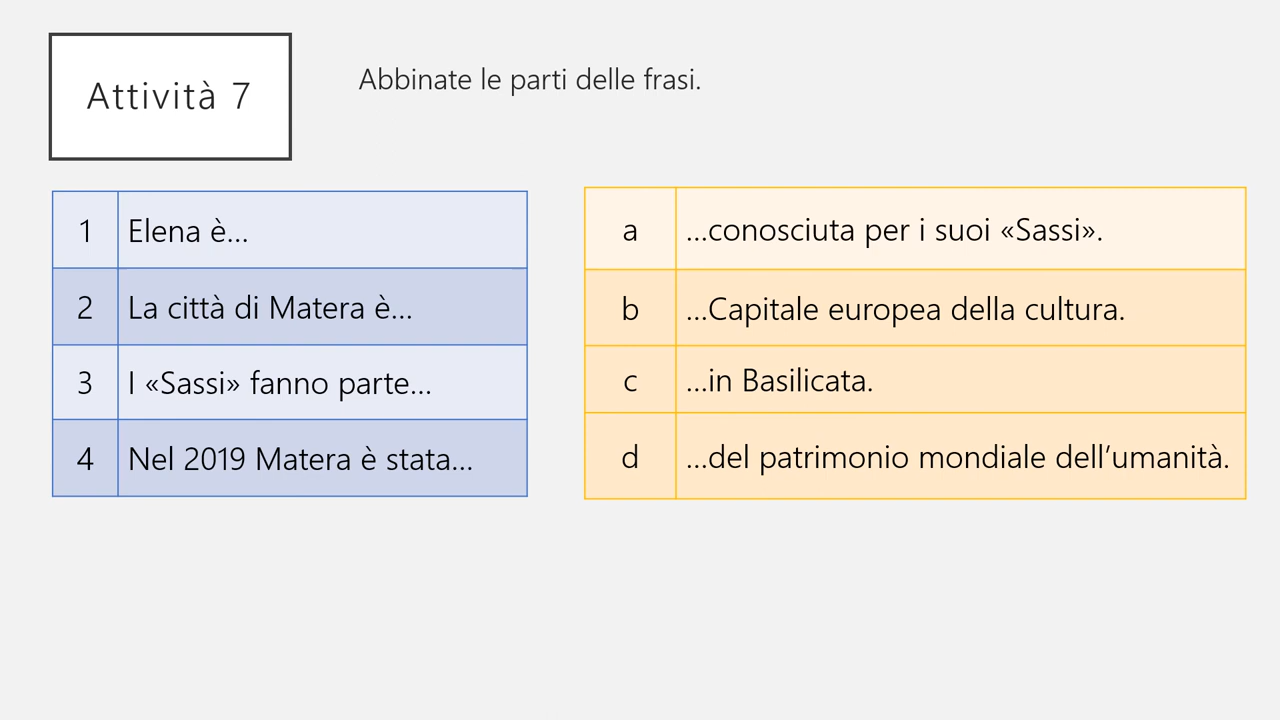 Attività 7
Abbinate le parti delle frasi.
1 Elena è...
2 La città di Matera è...
3 I «Sassi» fanno parte...
4 Nel 2019 Matera è stata...
a ...conosciuta per i suoi «Sassi».
b ...Capitale europea della cultura.
c ...in Basilicata.
d ...del patrimonio mondiale dell’umanità.